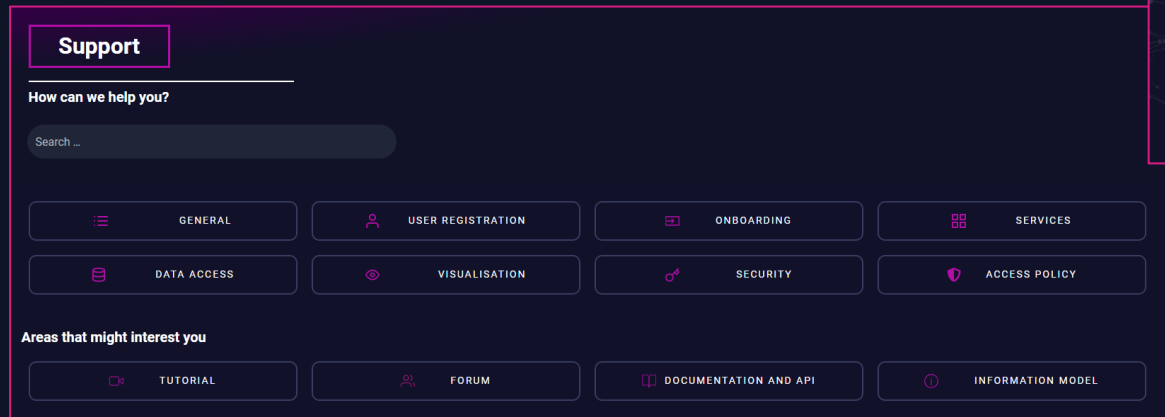 Support
How can we help you?
Search ...
GENERAL
USER REGISTRATION
ONBOARDING
SERVICES
DATA ACCESS
VISUALISATION
SECURITY
ACCESS POLICY
Areas that might interest you
TUTORIAL
FORUM
DOCUMENTATION AND API
INFORMATION MODEL